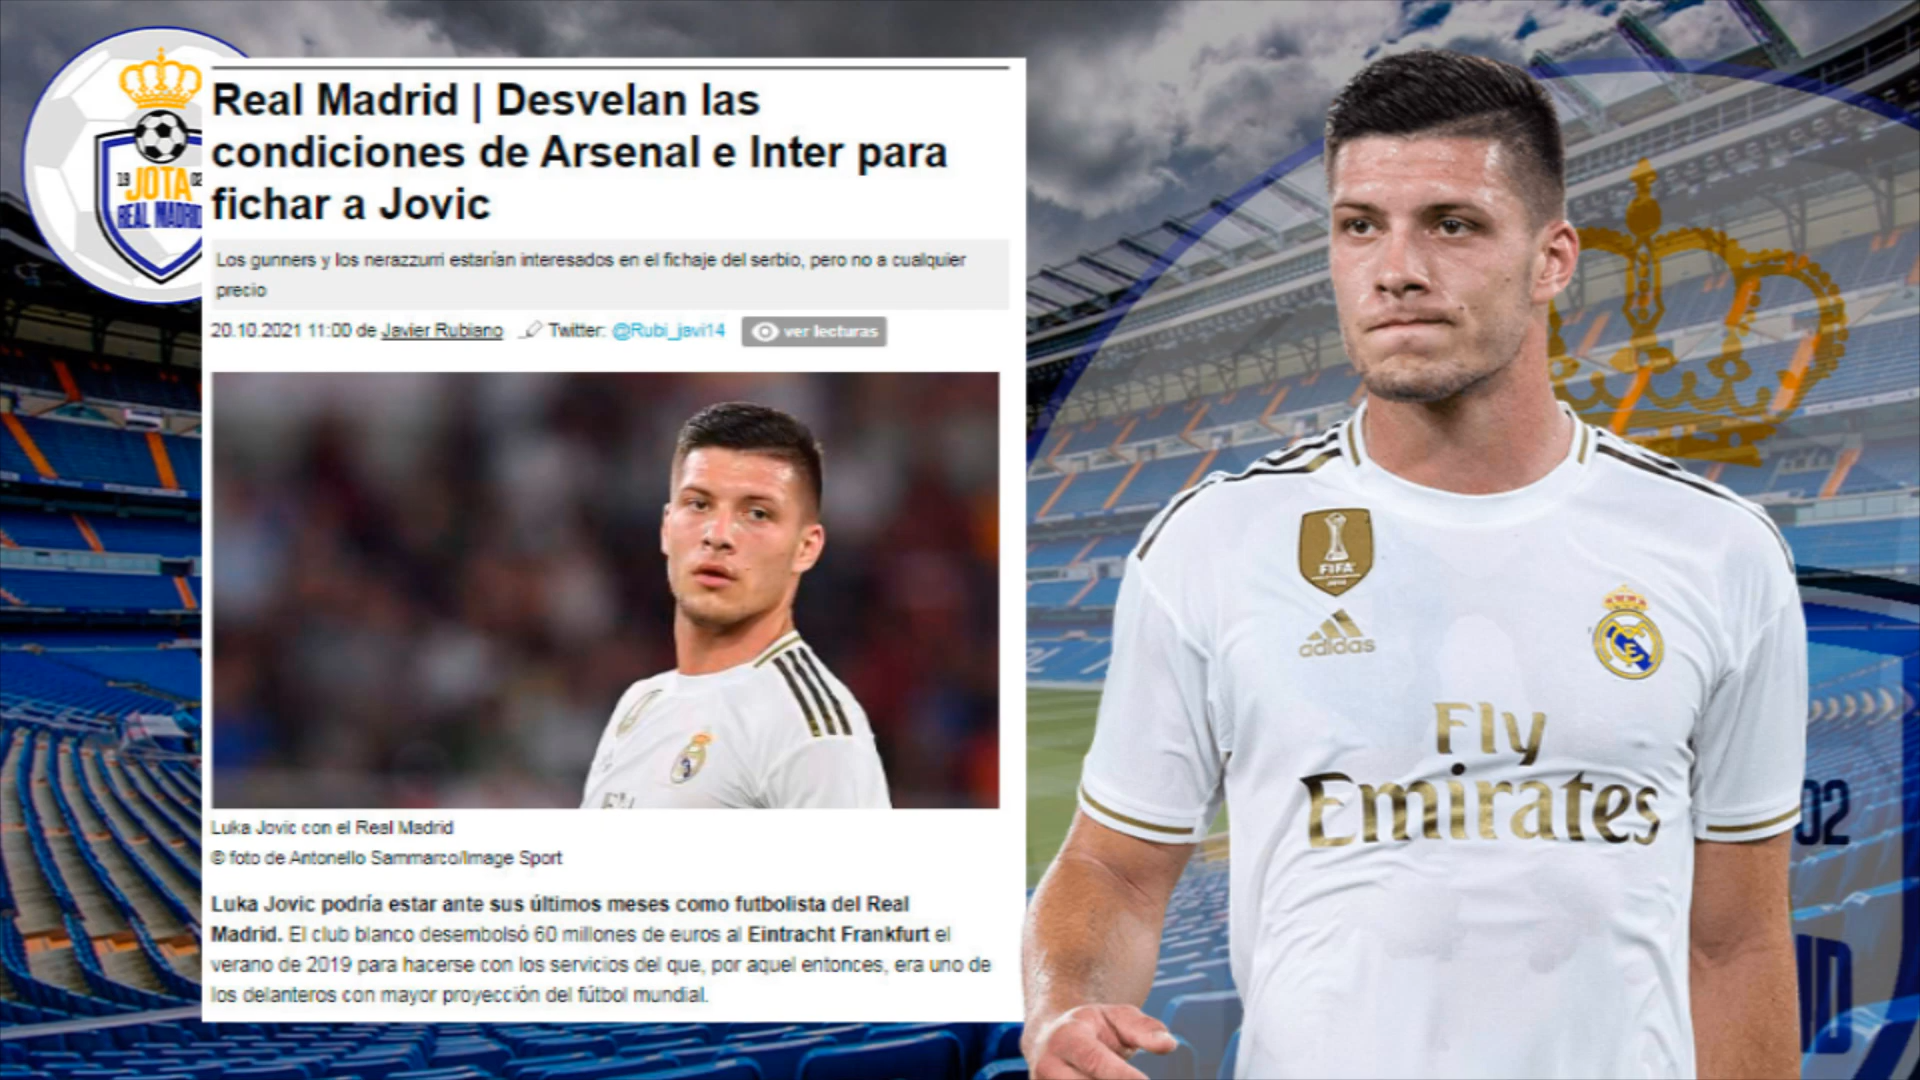 19 JOTA 02
REAL MADRID
Real Madrid | Desvelan las
condiciones de Arsenal e Inter para
fichar a Jovic
Los gunners y los nerazzurri estarían interesados en el fichaje del serbio, pero no a cualquier
precio
20.10.2021 11:00 de Javier Rubiano Twitter: @Rubi_javi14 ver lecturas
Luka Jovic con el Real Madrid
© foto de Antonello Sammarco/Image Sport
Luka Jovic podría estar ante sus últimos meses como futbolista del Real
Madrid. El club blanco desembolsó 60 millones de euros al Eintracht Frankfurt el
verano de 2019 para hacerse con los servicios del que, por aquel entonces, era uno de
los delanteros con mayor proyección del fútbol mundial.
FIFA
adidas
Fly
Emirates
02